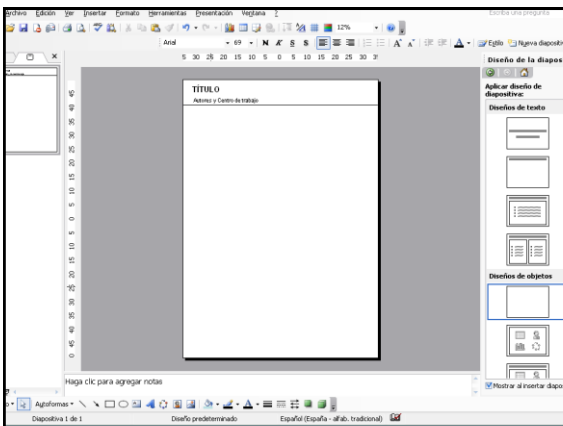 Archivo Edición Ver Insertar Formato Herramientas Presentación Ventana ? Escriba una pregunta
12%
Arial 69 N K S S A A A Estilo Nueva diapositi
5 30 25 20 15 10 5 0 5 10 15 20 25 30 3
Diseño de la diapos
Aplicar diseño de
diapositiva:
Diseños de texto
TÍTULO
Autores y Centro de trabajo
Diseños de objetos
Haga clic para agregar notas
Mostrar al insertar diapos
Autoformas
Diapositiva 1 de 1 Diseño predeterminado Español (España - alfab. tradicional)